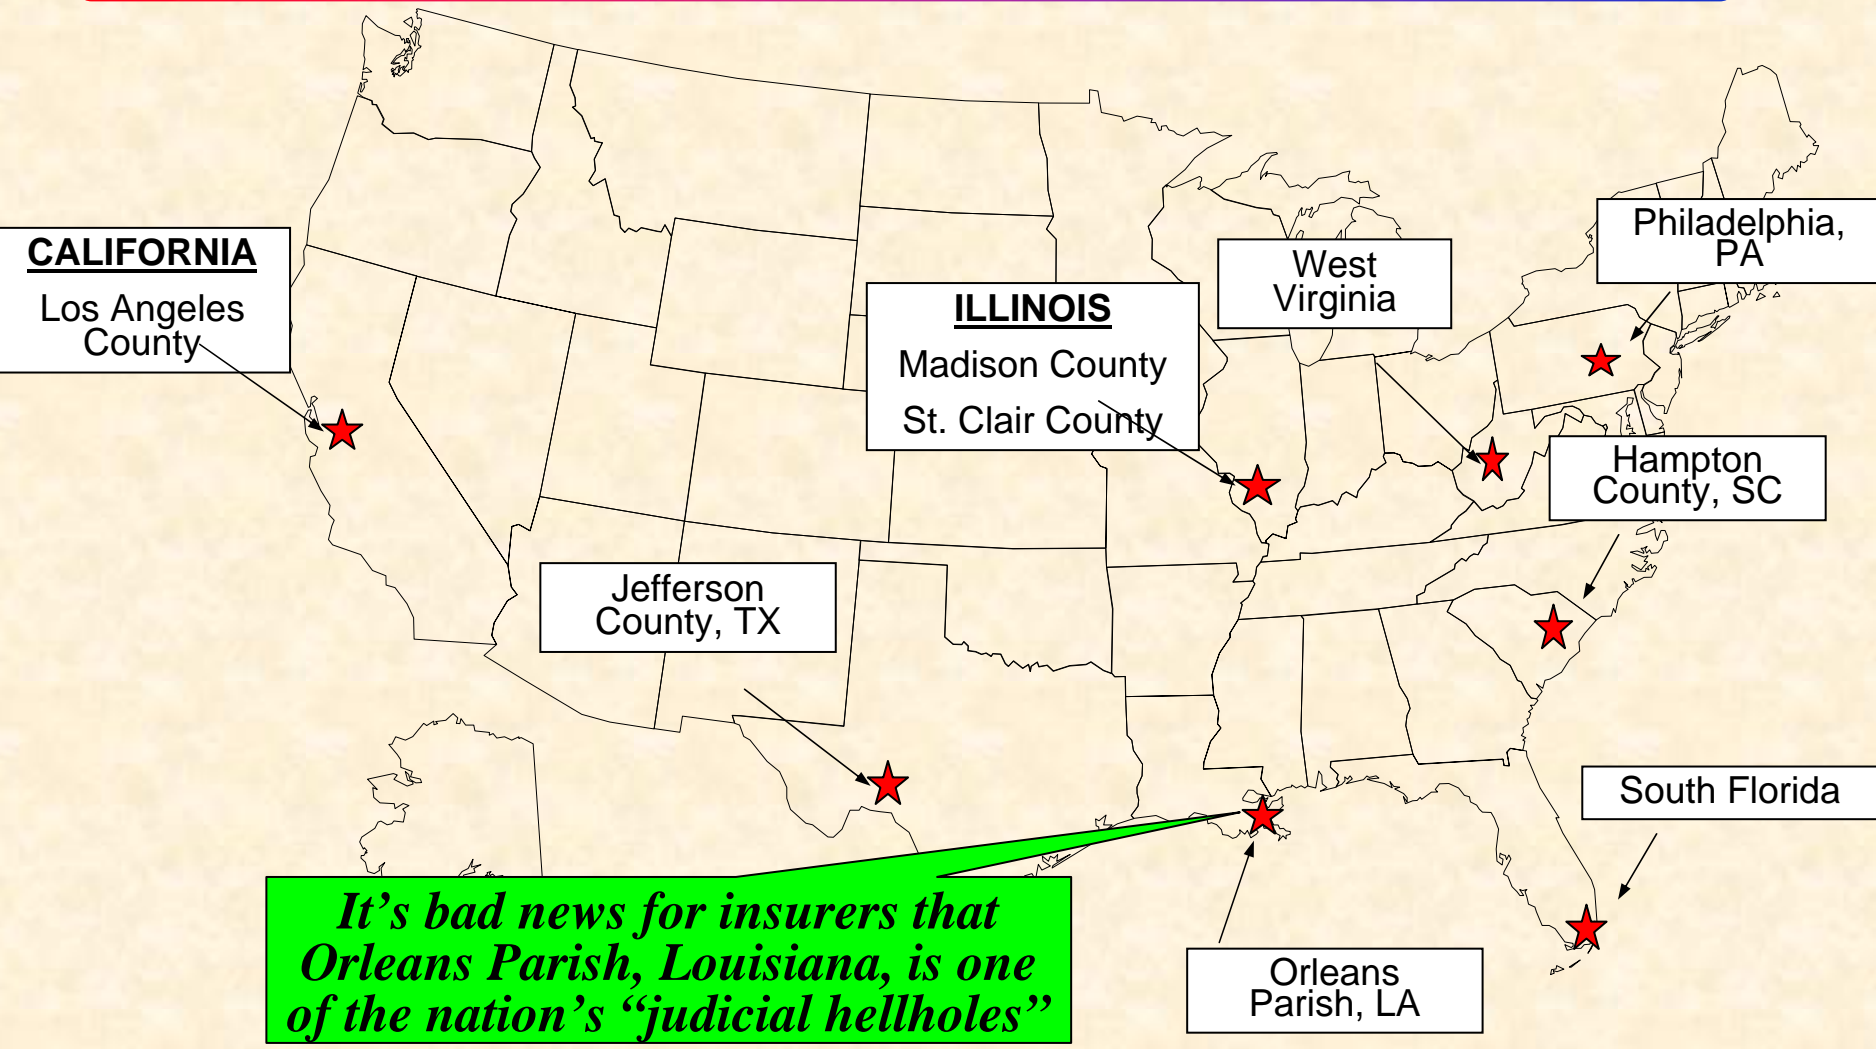 CALIFORNIA
Los Angeles
County
ILLINOIS
Madison County
St. Clair County
West
Virginia
Philadelphia,
PA
Hampton
County, SC
Jefferson
County, TX
South Florida
Orleans
Parish, LA
It’s bad news for insurers that
Orleans Parish, Louisiana, is one
of the nation’s “judicial hellholes”